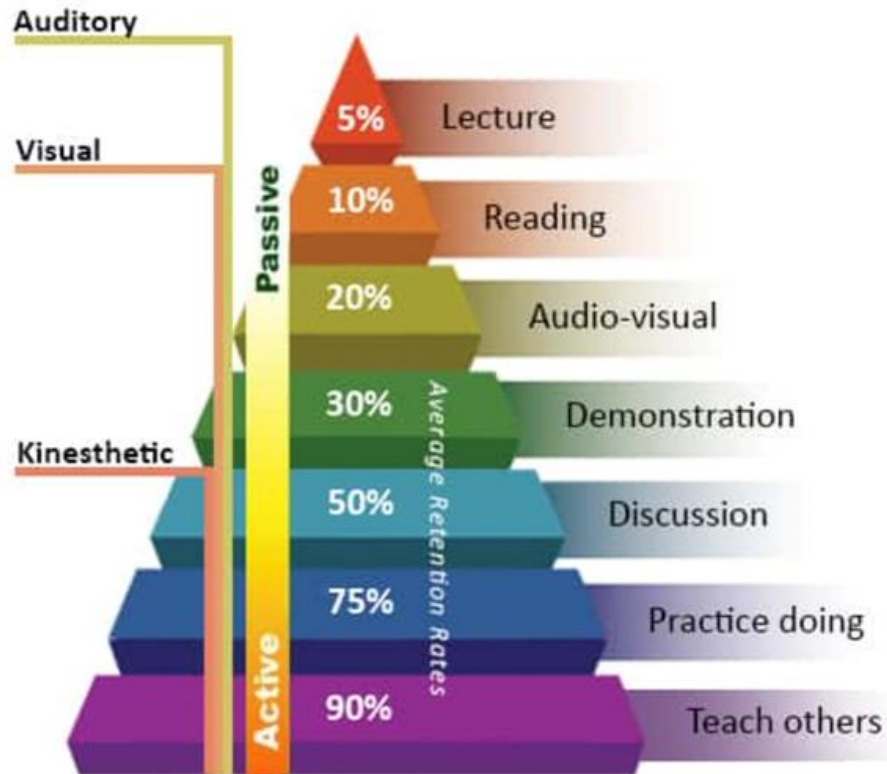 Auditory
5%
Lecture
Visual
10%
Reading
Passive
20%
Audio-visual
30%
Demonstration
Average Retention Rates
Kinesthetic
50%
Discussion
75%
Practice doing
Active
90%
Teach others